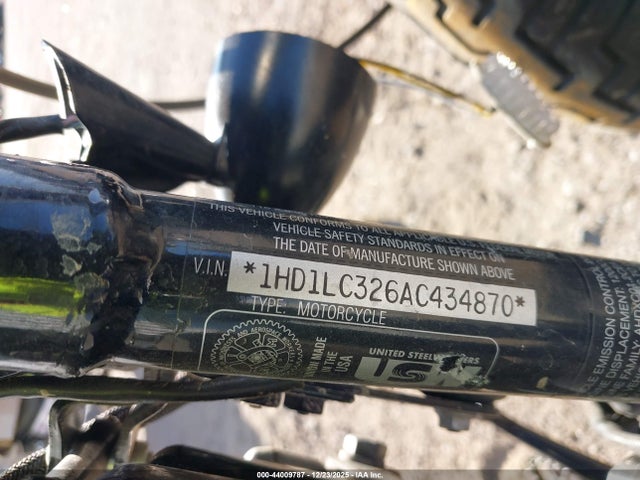 THIS VEHICLE CONFORMS TO ALL APPLICABLE U.S.
VEHICLE SAFETY STANDARDS IN EFFECT ON
THE DATE OF MANUFACTURE SHOWN ABOVE
V.I.N. *1HD1LC326AC434870*
TYPE: MOTORCYCLE
MADE
IN THE
USA
UNITED STEELWORKERS
USW
EMISSION CONTROL
DISPLACEMENT:
FAMILY
000-44009787 - 12/23/2025 - IAA Inc.